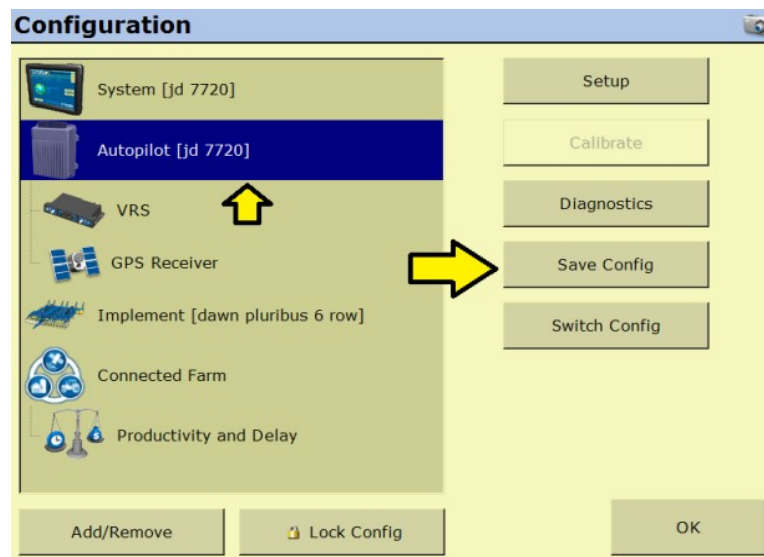 Configuration
System [jd 7720]
Autopilot [jd 7720]
VRS
GPS Receiver
Implement [dawn pluribus 6 row]
Connected Farm
Productivity and Delay
Setup
Calibrate
Diagnostics
Save Config
Switch Config
Add/Remove
Lock Config
OK